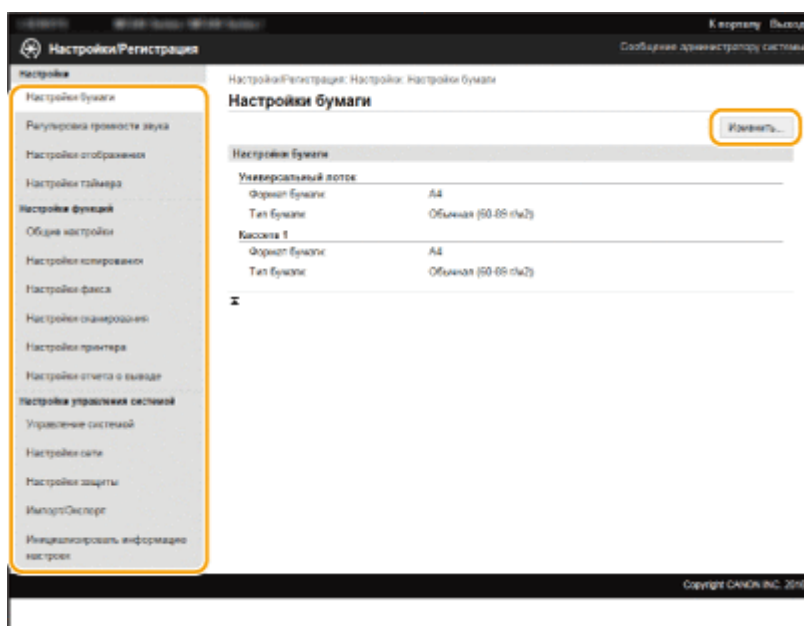 К порталу Выход
Настройки/Регистрация
Сообщение администратору системы
Настройки
Настройки бумаги
Регулировка громкости звука
Настройки отображения
Настройки таймера
Настройки функций
Общие настройки
Настройки копирования
Настройки факса
Настройки сканирования
Настройки принтера
Настройки отчета о выводе
Настройки управления системой
Управление системой
Настройки сети
Настройки защиты
Импорт/Экспорт
Инициализировать информацию
настроек
Настройки/Регистрация: Настройки: Настройки бумаги
Настройки бумаги
Изменить...
Настройки бумаги
Универсальный лоток
Формат бумаги: A4
Тип бумаги: Обычная (60-89 г/м2)
Кассета 1
Формат бумаги: A4
Тип бумаги: Обычная (60-89 г/м2)
Copyright CANON INC.